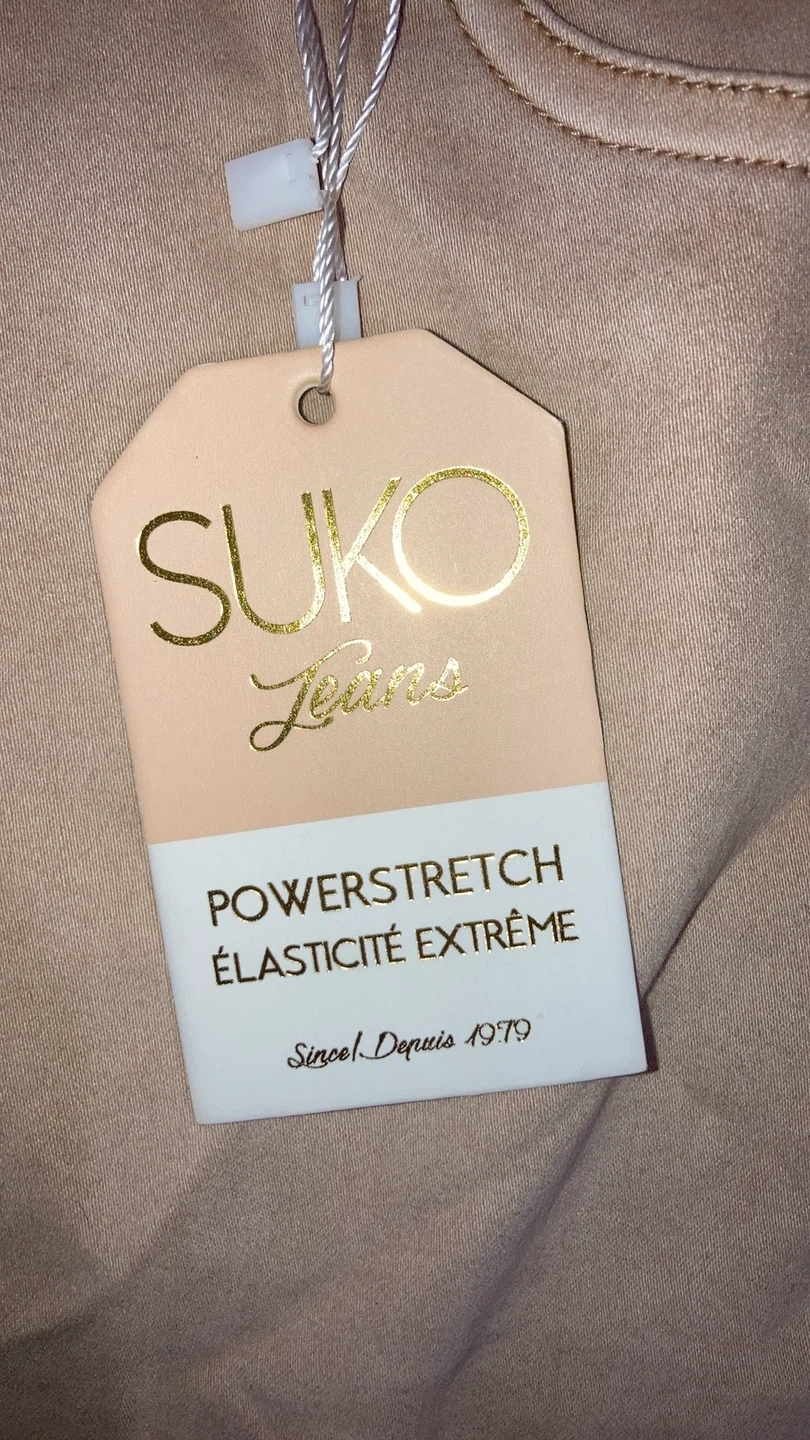 SUKO
Jeans
POWERSTRETCH
ÉLASTICITÉ EXTRÊME
Since/Depuis 1979